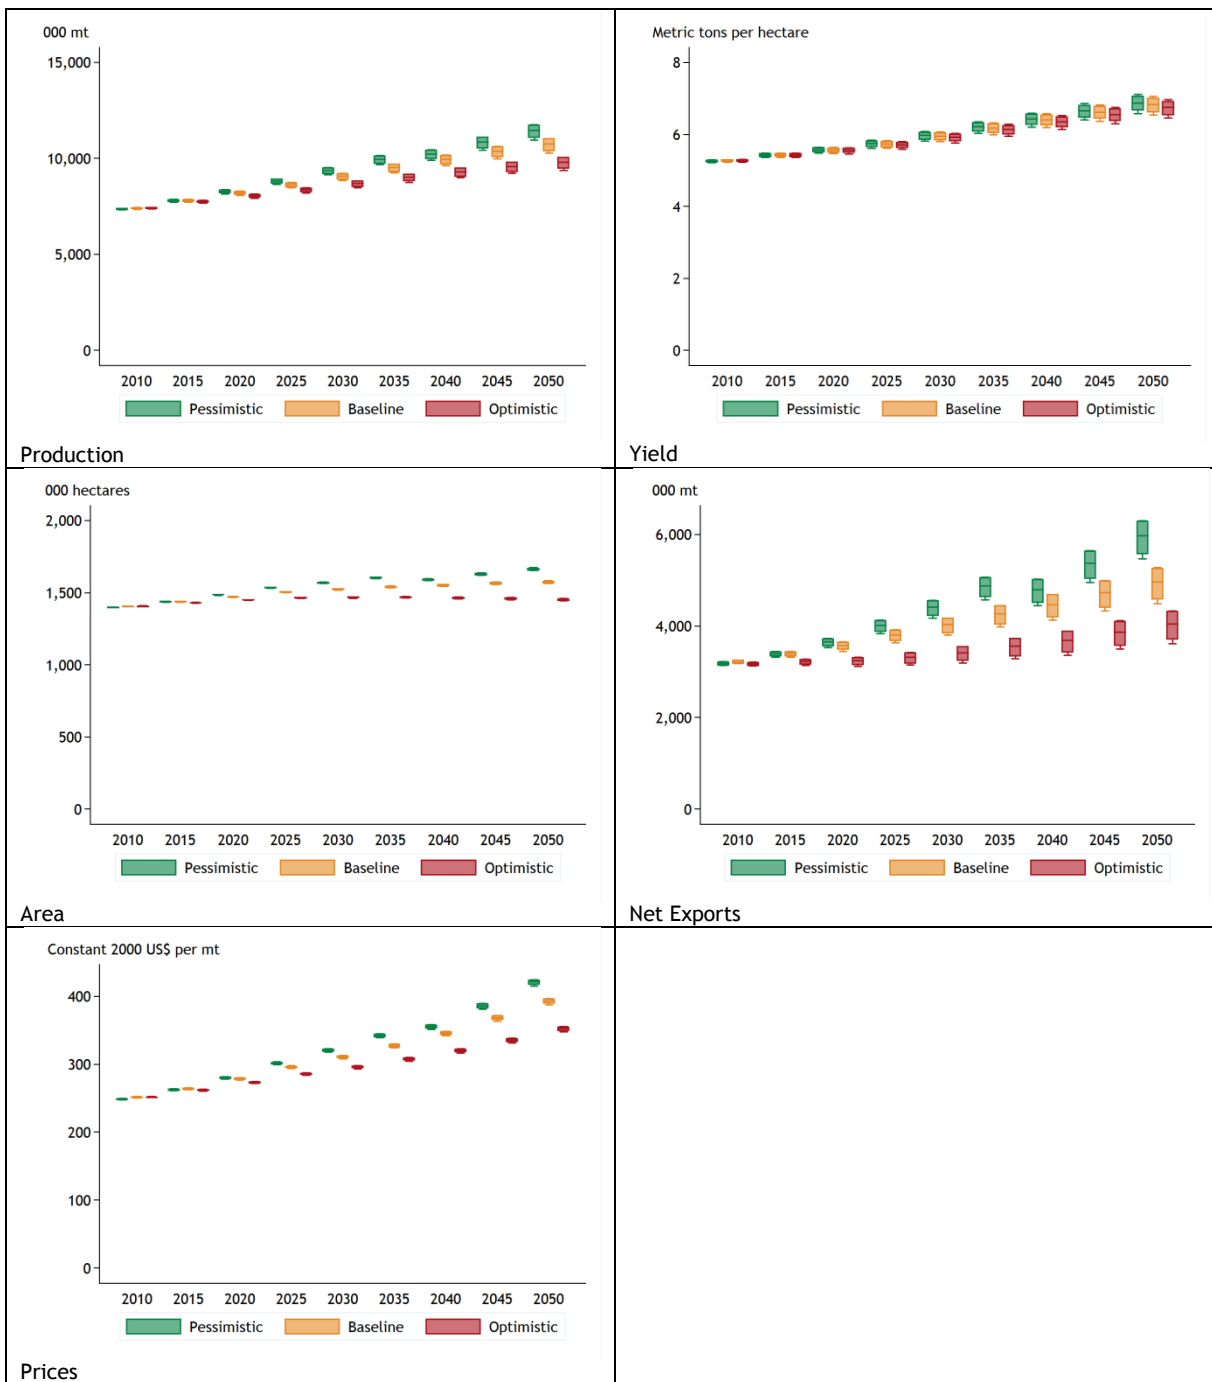 000 mt
15,000
10,000
5,000
0
2010 2015 2020 2025 2030 2035 2040 2045 2050
Pessimistic Baseline Optimistic
Production
Metric tons per hectare
8
6
4
2
0
2010 2015 2020 2025 2030 2035 2040 2045 2050
Pessimistic Baseline Optimistic
Yield
000 hectares
2,000
1,500
1,000
500
0
2010 2015 2020 2025 2030 2035 2040 2045 2050
Pessimistic Baseline Optimistic
Area
000 mt
6,000
4,000
2,000
0
2010 2015 2020 2025 2030 2035 2040 2045 2050
Pessimistic Baseline Optimistic
Net Exports
Constant 2000 US$ per mt
400
300
200
100
0
2010 2015 2020 2025 2030 2035 2040 2045 2050
Pessimistic Baseline Optimistic
Prices